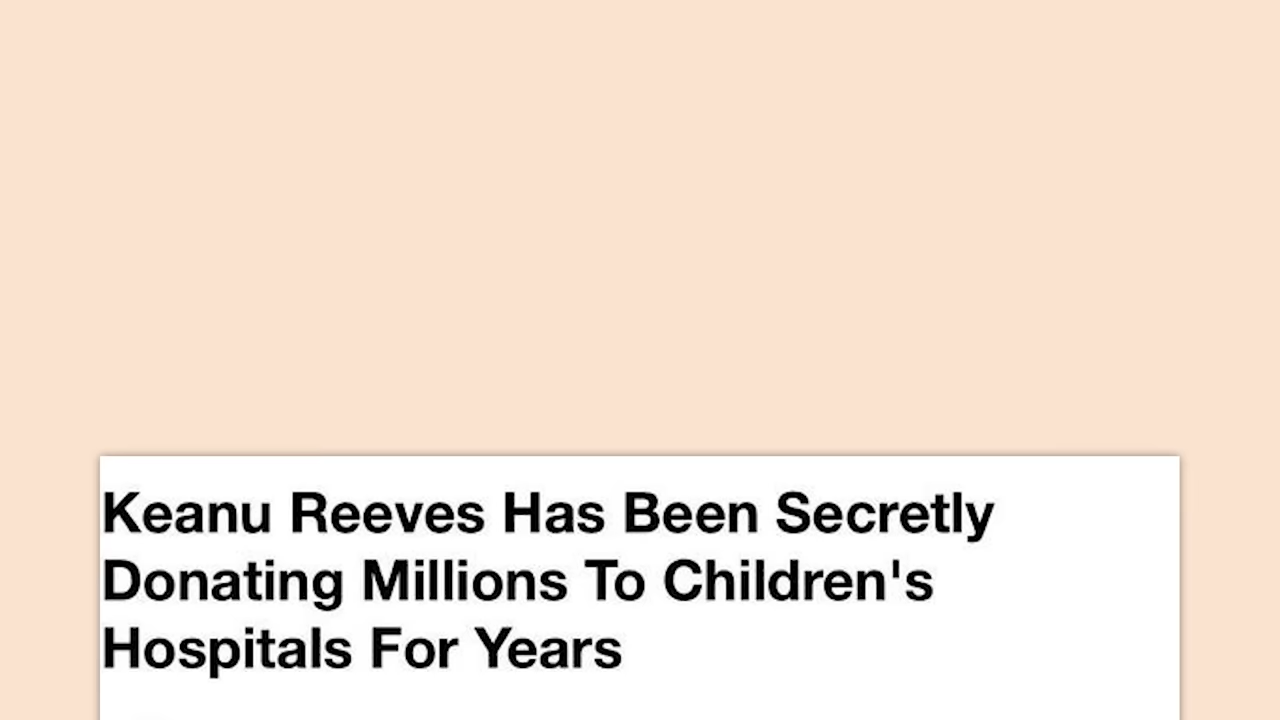 Keanu Reeves Has Been Secretly
Donating Millions To Children's
Hospitals For Years